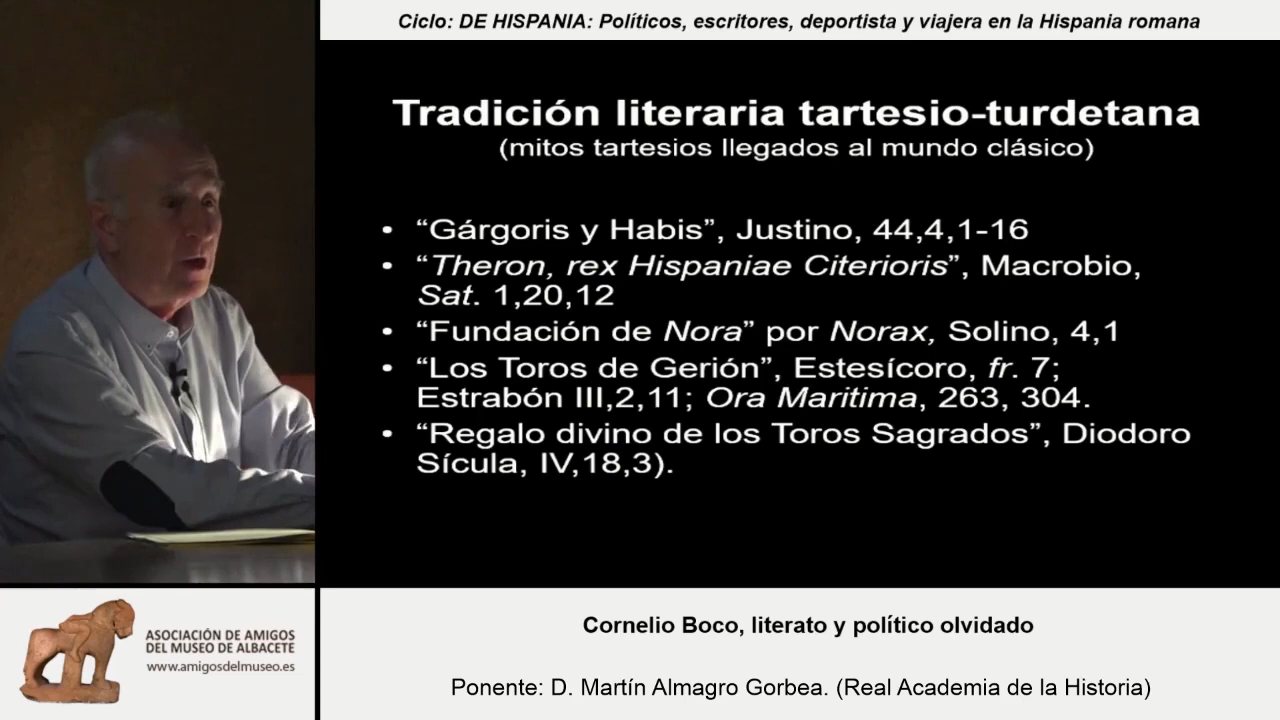 Ciclo: DE HISPANIA: Políticos, escritores, deportista y viajera en la Hispania romana
Tradición literaria tartesio-turdetana
(mitos tartesios llegados al mundo clásico)
• “Gárgoris y Habis”, Justino, 44,4,1-16
• “Theron, rex Hispaniae Citerioris”, Macrobio,
Sat. 1,20,12
• “Fundación de Nora” por Norax, Solino, 4,1
• “Los Toros de Gerión”, Estesícoro, fr. 7;
Estrabón III,2,11; Ora Maritima, 263, 304.
• “Regalo divino de los Toros Sagrados”, Diodoro
Sícula, IV,18,3).
ASOCIACIÓN DE AMIGOS
DEL MUSEO DE ALBACETE
www.amigosdelmuseo.es
Cornelio Boco, literato y político olvidado
Ponente: D. Martín Almagro Gorbea. (Real Academia de la Historia)